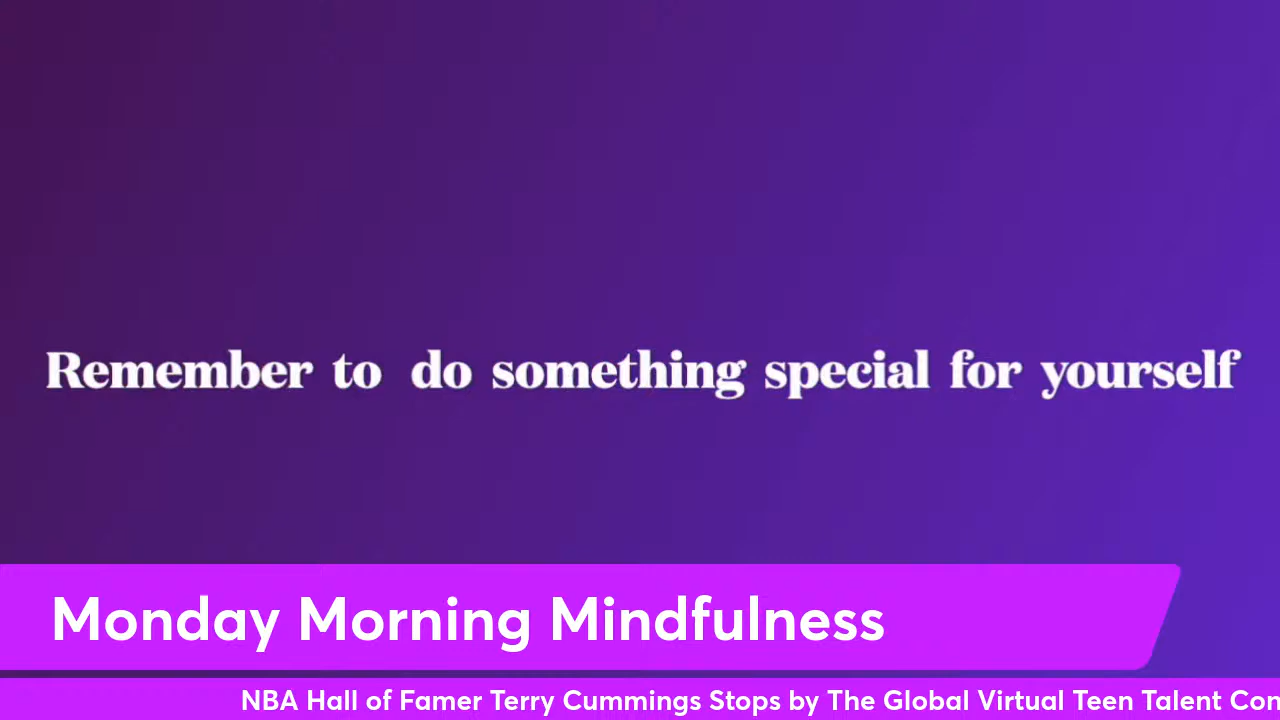 Remember to do something special for yourself
Monday Morning Mindfulness
NBA Hall of Famer Terry Cummings Stops by The Global Virtual Teen Talent Con